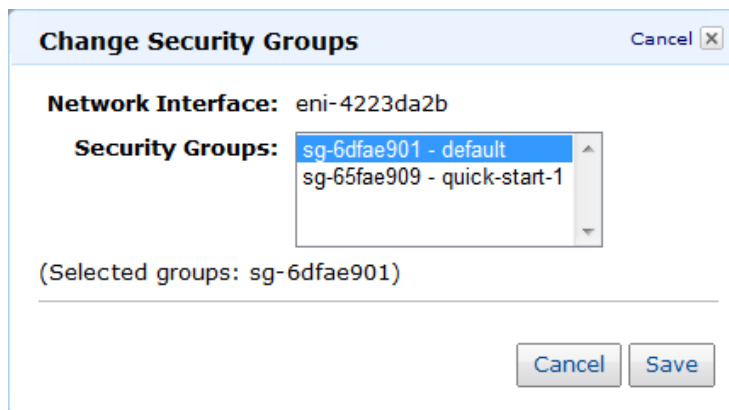 Change Security Groups Cancel
Network Interface: eni-4223da2b
Security Groups: sg-6dfae901 - default
sg-65fae909 - quick-start-1
(Selected groups: sg-6dfae901)
Cancel Save